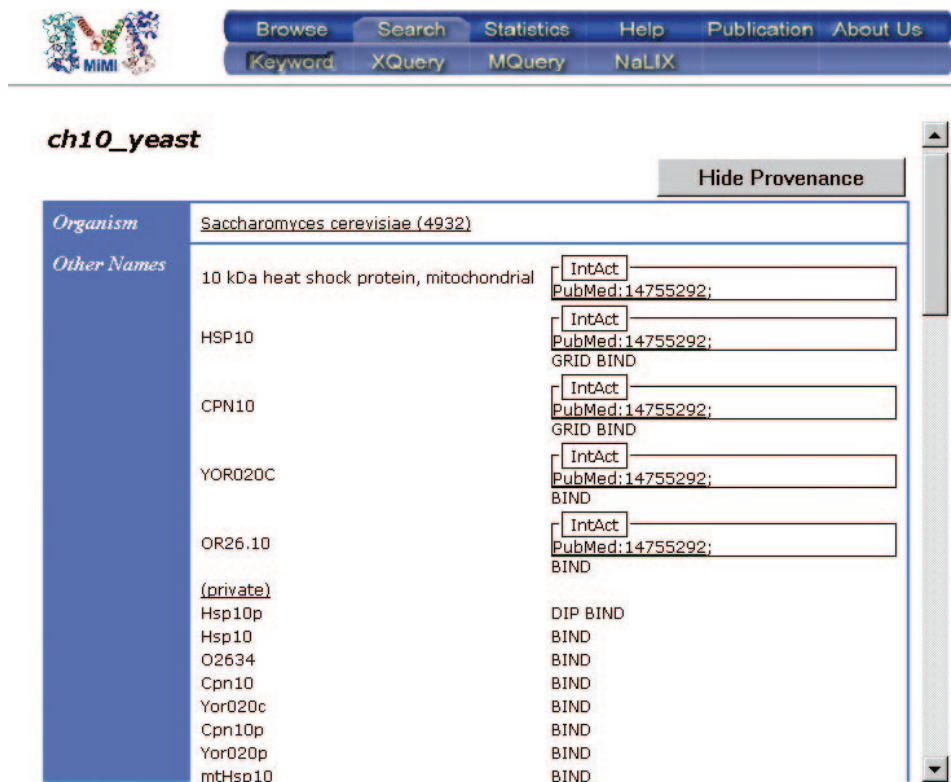 MiMI
Browse Search Statistics Help Publication About Us
Keyword XQuery MQuery NaLIX
ch10_yeast
Hide Provenance
Organism Saccharomyces cerevisiae (4932)
Other Names
10 kDa heat shock protein, mitochondrial IntAct
PubMed:14755292;
HSP10 IntAct
PubMed:14755292;
GRID BIND
CPN10 IntAct
PubMed:14755292;
GRID BIND
YOR020C IntAct
PubMed:14755292;
BIND
OR26.10 IntAct
PubMed:14755292;
BIND
(private)
Hsp10p DIP BIND
Hsp10 BIND
O2634 BIND
Cpn10 BIND
Yor020c BIND
Cpn10p BIND
Yor020p BIND
mtHsp10 BIND